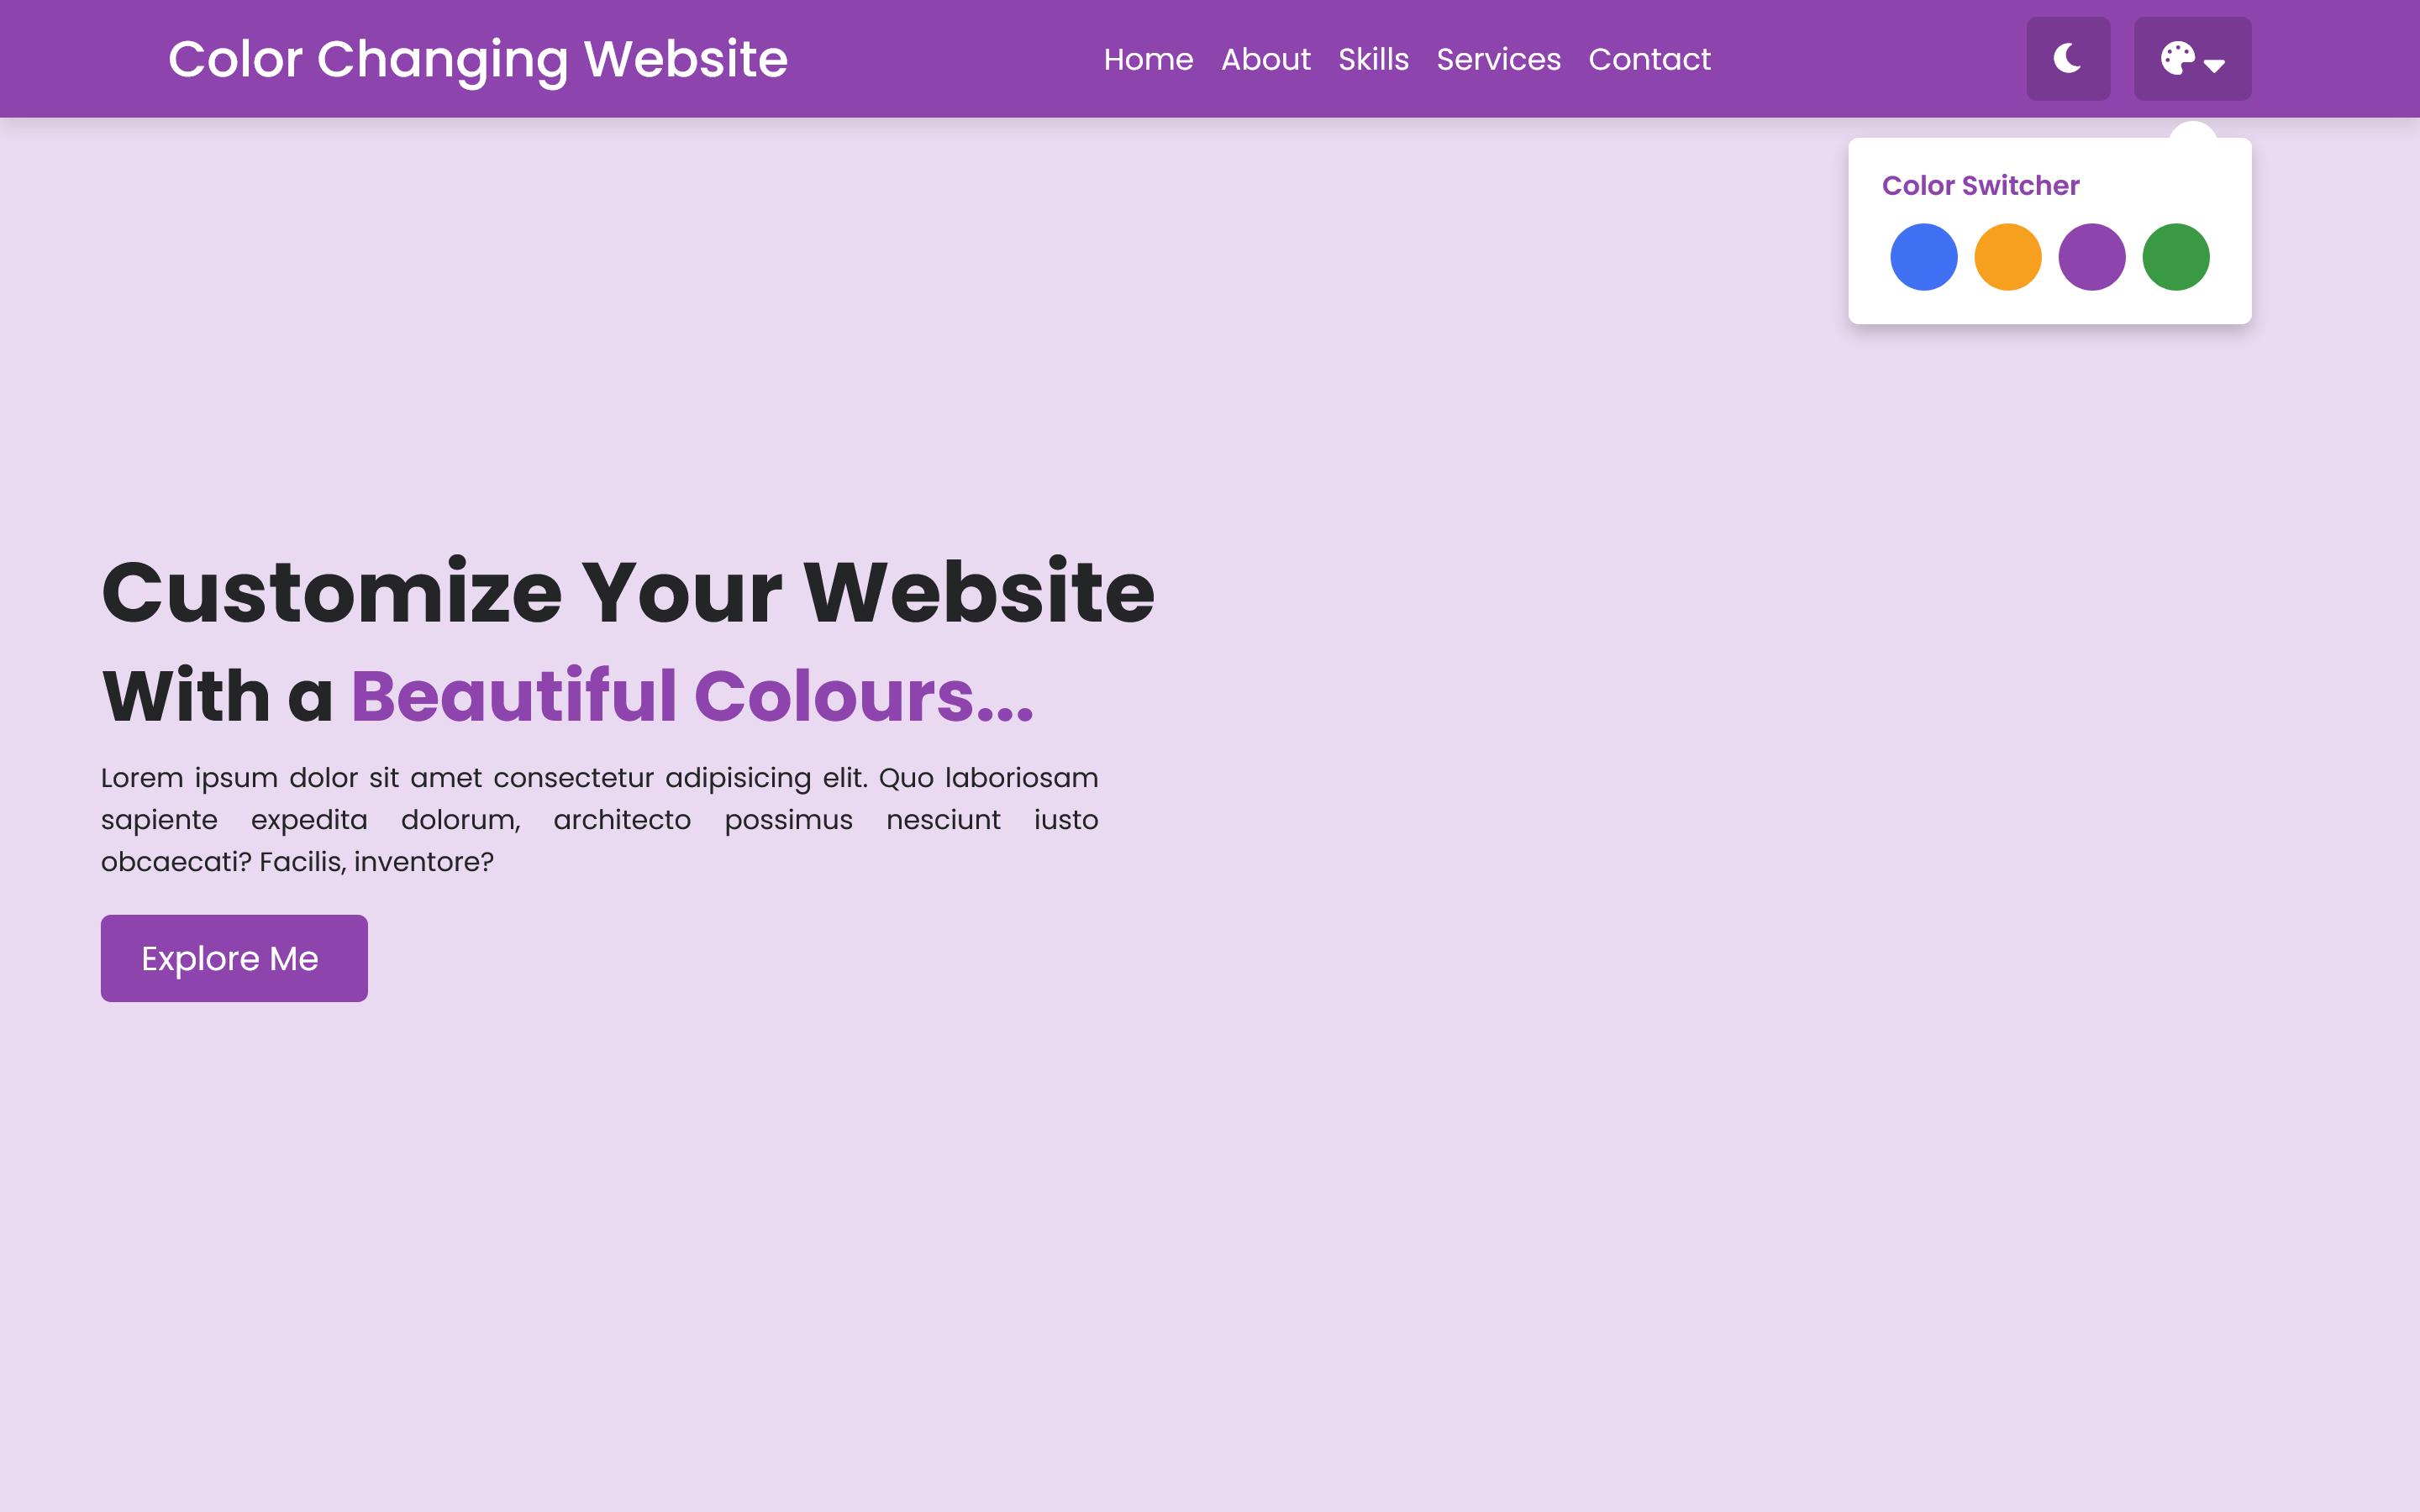 Color Changing Website
Home About Skills Services Contact
Color Switcher
Customize Your Website
With a Beautiful Colours...
Lorem ipsum dolor sit amet consectetur adipisicing elit. Quo laboriosam
sapiente expedita dolorum, architecto possimus nesciunt iusto
obcaecati? Facilis, inventore?
Explore Me